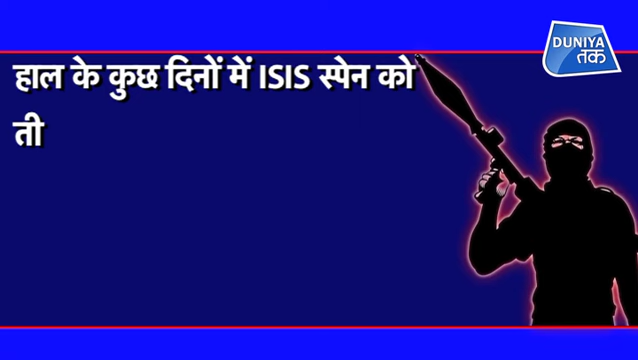 DUNIYA
तक
हाल के कुछ दिनों में ISIS स्पेन को
ती